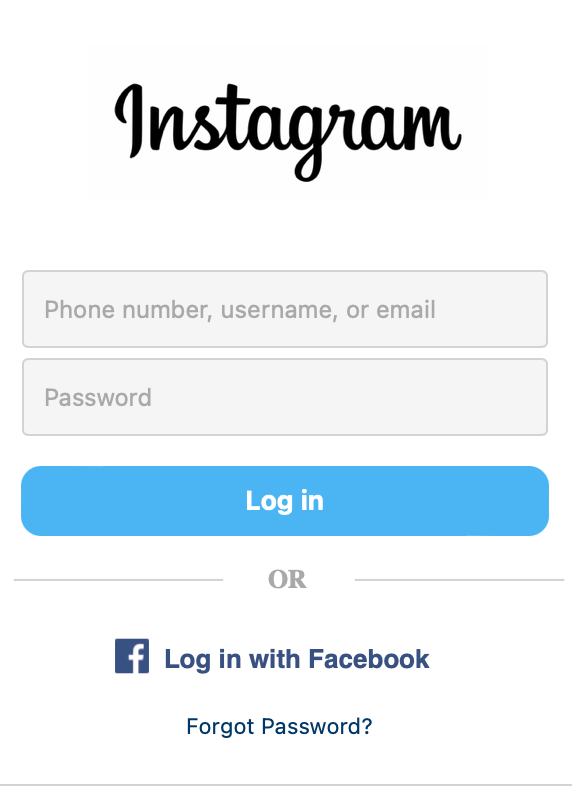 Instagram
Phone number, username, or email
Password
Log in
OR
Log in with Facebook
Forgot Password?